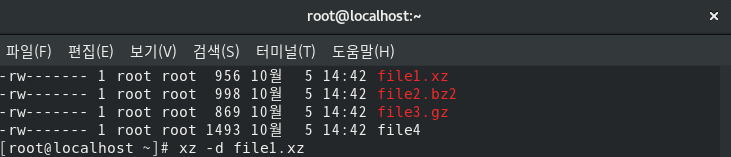 root@localhost:~
파일(F) 편집(E) 보기(V) 검색(S) 터미널(T) 도움말(H)
-rw------- 1 root root  956 10월  5 14:42 file1.xz
-rw------- 1 root root  998 10월  5 14:42 file2.bz2
-rw------- 1 root root  869 10월  5 14:42 file3.gz
-rw------- 1 root root 1493 10월  5 14:42 file4
[root@localhost ~]# xz -d file1.xz